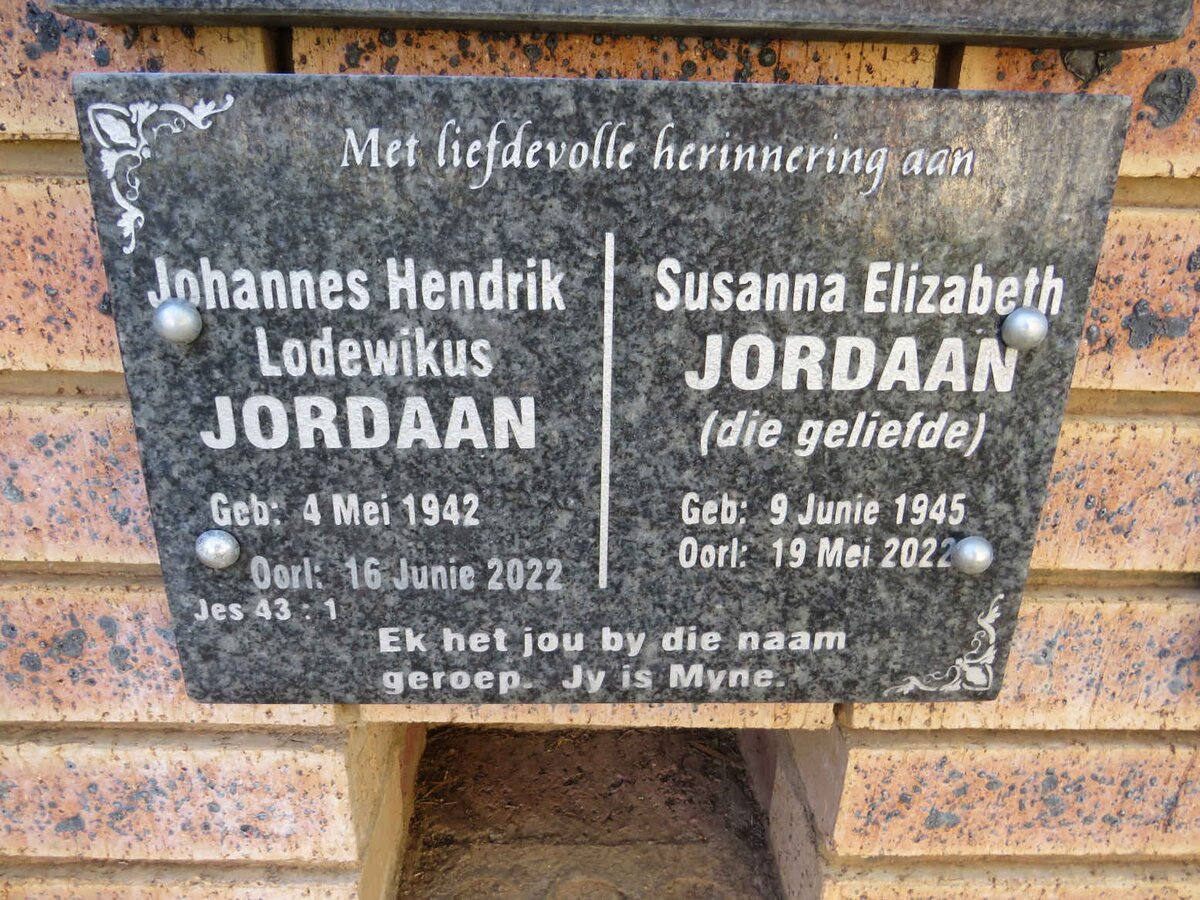 Met liefdevolle herinnering aan
Johannes Hendrik
Lodewikus
JORDAAN
Geb: 4 Mei 1942
Oorl: 16 Junie 2022
Susanna Elizabeth
JORDAAN
(die geliefde)
Geb: 9 Junie 1945
Oorl: 19 Mei 2022
Jes 43 : 1
Ek het jou by die naam
geroep. Jy is Myne.